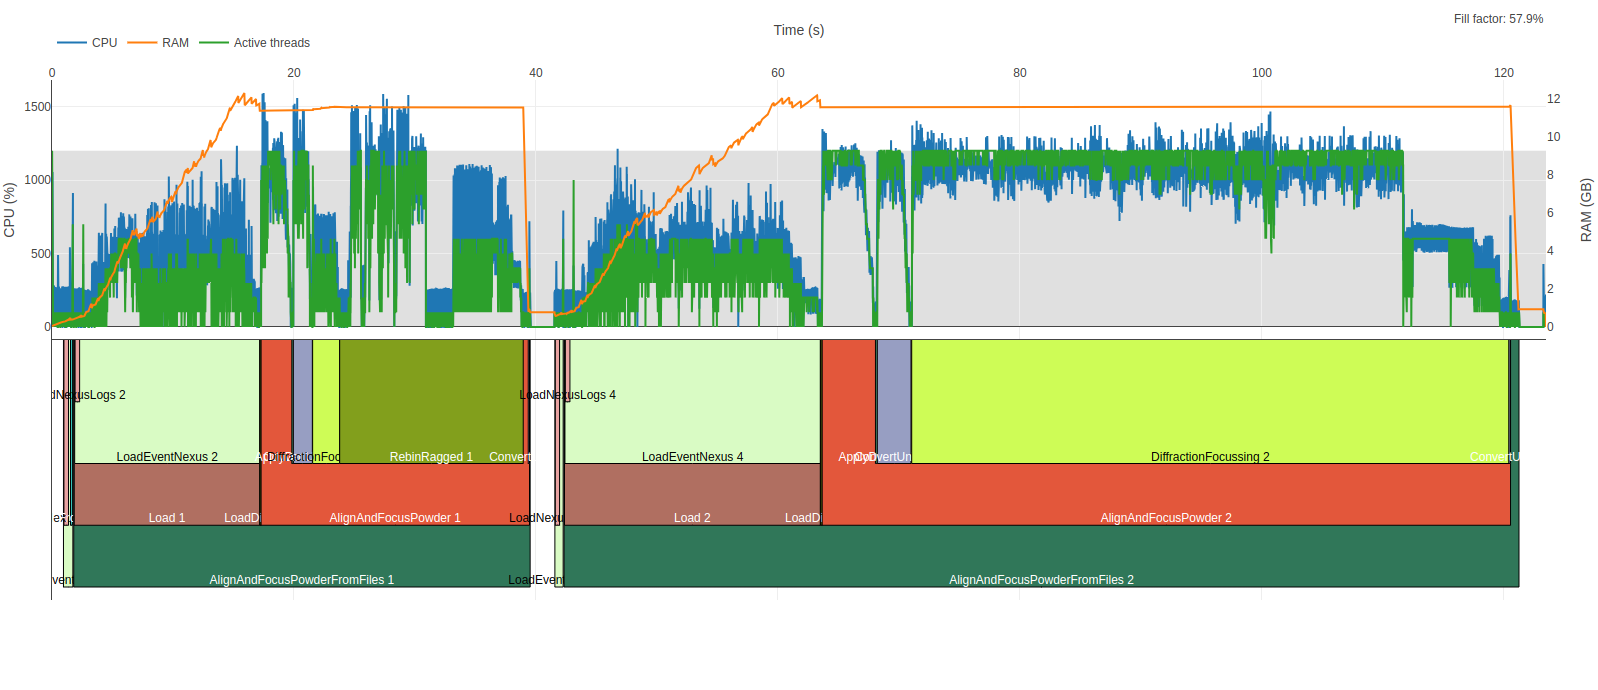 Fill factor: 57.9%
Time (s)
CPU RAM Active threads
0 20 40 60 80 100 120
1500 12
10
1000 8
6
500 4
2
0 0
CPU (%)
RAM (GB)
LoadNexusLogs 4
LoadEventNexus 2
RebinRagged 1
LoadEventNexus 4
DiffractionFocussing 2
Load 1
AlignAndFocusPowder 1
Load 2
AlignAndFocusPowder 2
AlignAndFocusPowderFromFiles 1
AlignAndFocusPowderFromFiles 2